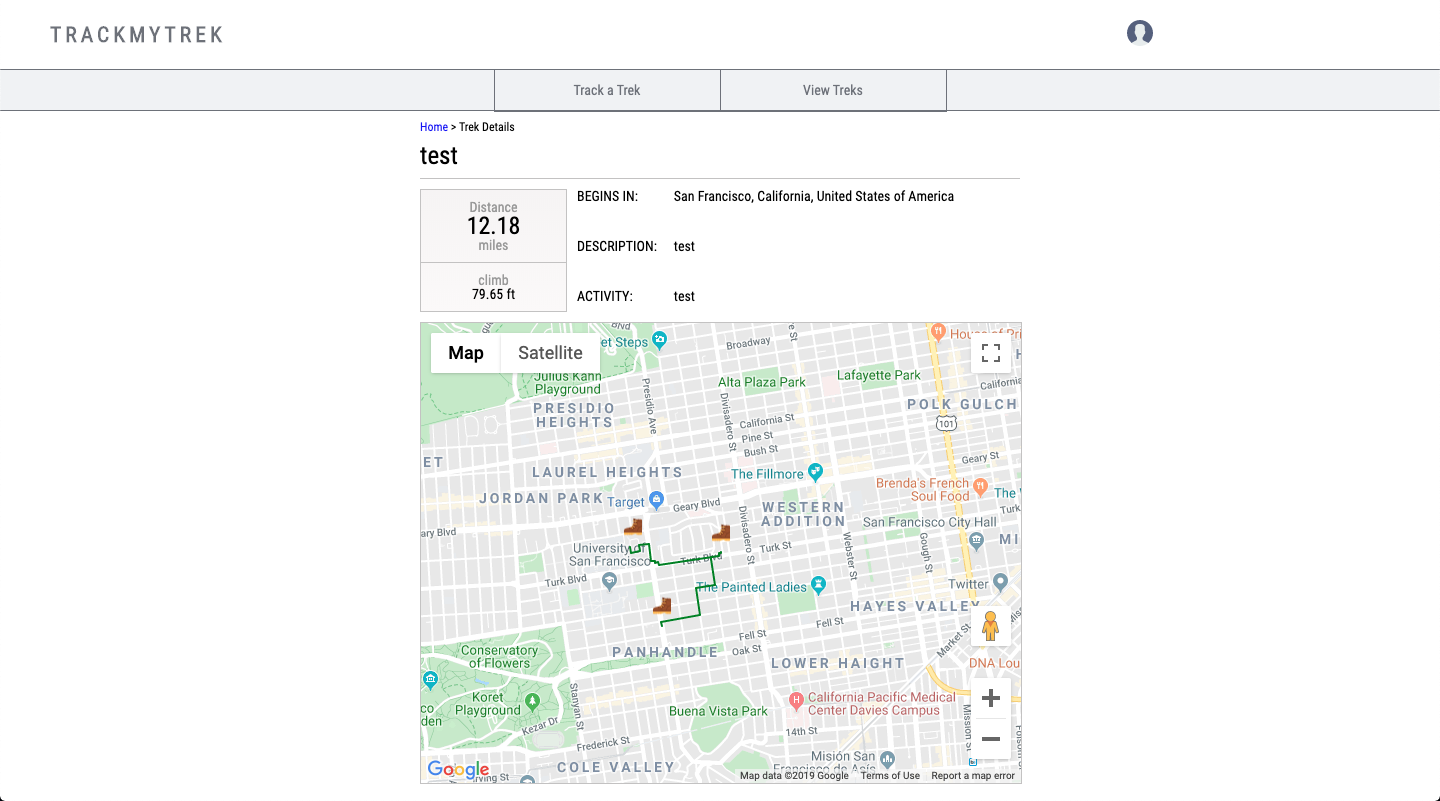 TRACKMYTREK
Track a Trek
View Treks
Home > Trek Details
test
Distance
12.18
miles
climb
79.65 ft
BEGINS IN: San Francisco, California, United States of America
DESCRIPTION: test
ACTIVITY: test
Map
Satellite
Blvd
et Steps
Broadway
House of Pri
Julius Kahn
Playground
Presidio Ave
Alta Plaza Park
Lafayette Park
California
PRESIDIO
HEIGHTS
Divisadero St
POLK GULCH
101
California St
Pine St
Bush St
Geary St
ET
LAUREL HEIGHTS
The Fillmore
JORDAN PARK
Target
Geary Blvd
Brenda's French
Soul Food
The
WESTERN
ADDITION
Divisadero St
San Francisco City Hall
Turk
ary Blvd
University of
San Francisco
Turk Blvd
Turk St
Webster St
Gough St
MI
Turk Blvd
The Painted Ladies
Twitter
HAYES VALLEY
Fell St
Fell St
Oak St
Market St
PANHANDLE
LOWER HAIGHT
DNA Lou
Conservatory
of Flowers
Koret
Playground
co
den
Stanyan St
Kezar Dr
Buena Vista Park
California Pacific Medical
Center Davies Campus
14th St
Mission St
Folsom
Frederick St
COLE VALLEY
Misión San
Francisco de Asís
Irving St
Google
Map data ©2019 Google
Terms of Use
Report a map error